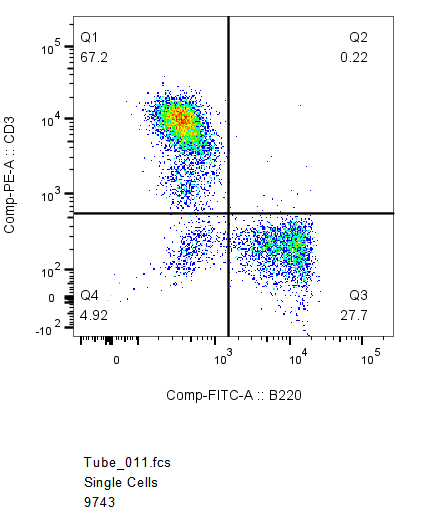 Q1
67.2
Q2
0.22
Q4
4.92
Q3
27.7
10^5
10^4
10^3
10^2
0
-10^2
0
10^3
10^4
10^5
Comp-PE-A :: CD3
Comp-FITC-A :: B220
Tube_011.fcs
Single Cells
9743